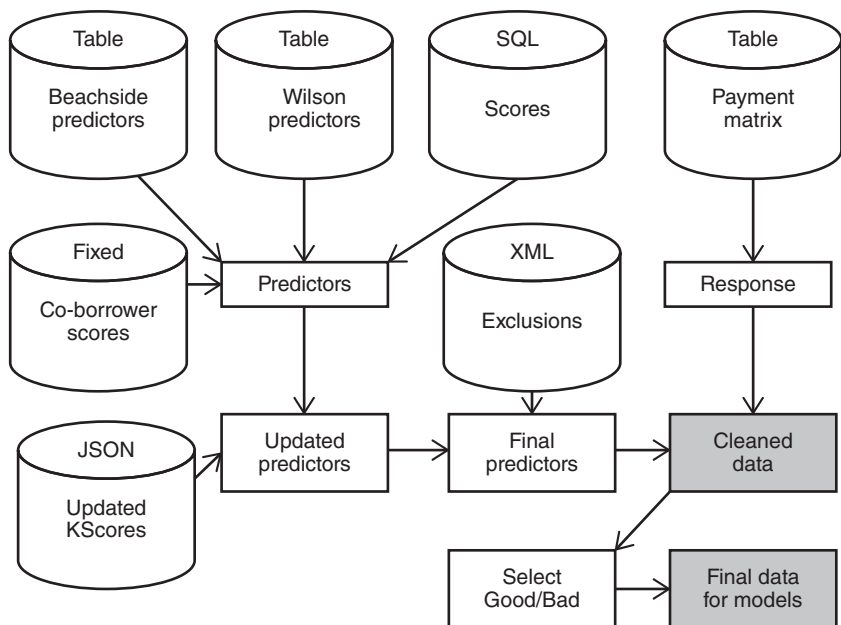 Table
Beachside
predictors
Table
Wilson
predictors
SQL
Scores
Table
Payment
matrix
Fixed
Co-borrower
scores
Predictors
XML
Exclusions
Response
JSON
Updated
KScores
Updated
predictors
Final
predictors
Cleaned
data
Select
Good/Bad
Final data
for models